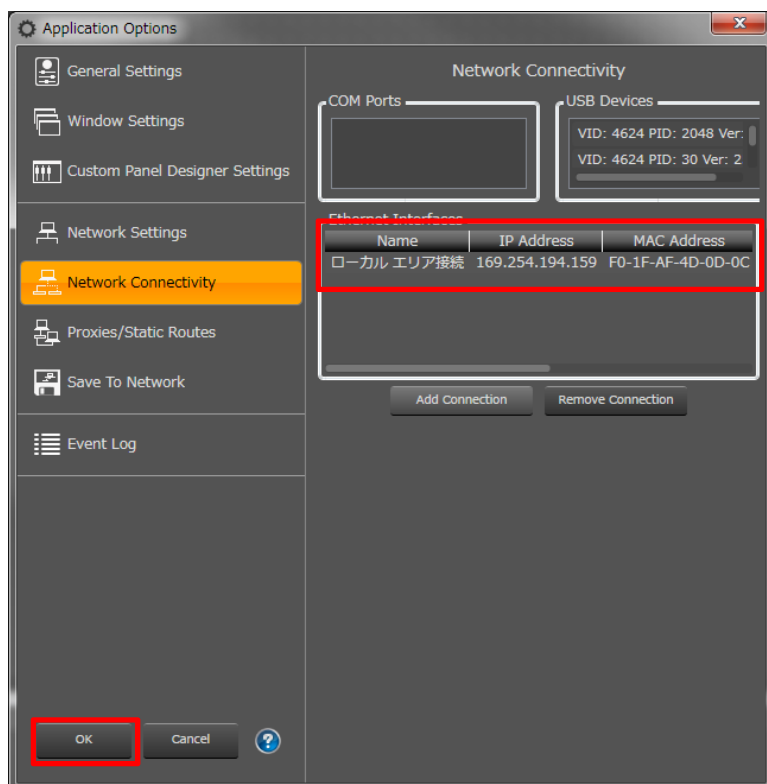 Application Options
General Settings
Window Settings
Custom Panel Designer Settings
Network Settings
Network Connectivity
Proxies/Static Routes
Save To Network
Event Log
OK
Cancel
Network Connectivity
COM Ports
USB Devices
VID: 4624 PID: 2048 Ver:
VID: 4624 PID: 30 Ver: 2
Ethernet Interfaces
Name IP Address MAC Address
ローカル エリア接続 169.254.194.159 F0-1F-AF-4D-0D-0C
Add Connection
Remove Connection